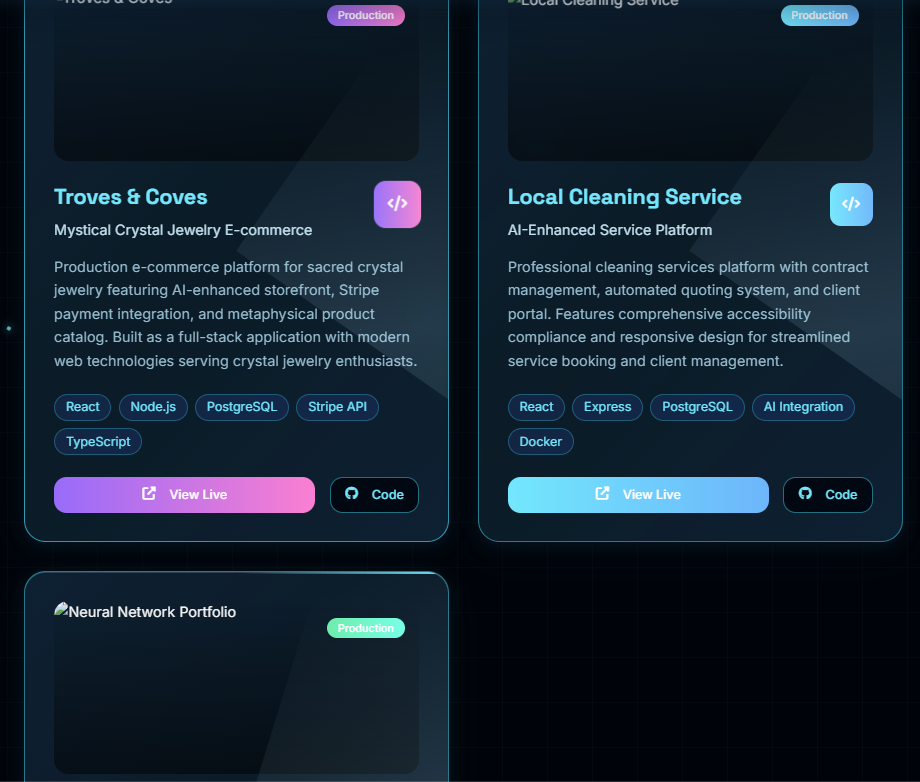 Troves & Coves
Production
Local Cleaning Service
Production
Troves & Coves
Mystical Crystal Jewelry E-commerce
Production e-commerce platform for sacred crystal
jewelry featuring AI-enhanced storefront, Stripe
payment integration, and metaphysical product
catalog. Built as a full-stack application with modern
web technologies serving crystal jewelry enthusiasts.
React Node.js PostgreSQL Stripe API
TypeScript
View Live Code
Local Cleaning Service
AI-Enhanced Service Platform
Professional cleaning services platform with contract
management, automated quoting system, and client
portal. Features comprehensive accessibility
compliance and responsive design for streamlined
service booking and client management.
React Express PostgreSQL AI Integration
Docker
View Live Code
Neural Network Portfolio
Production